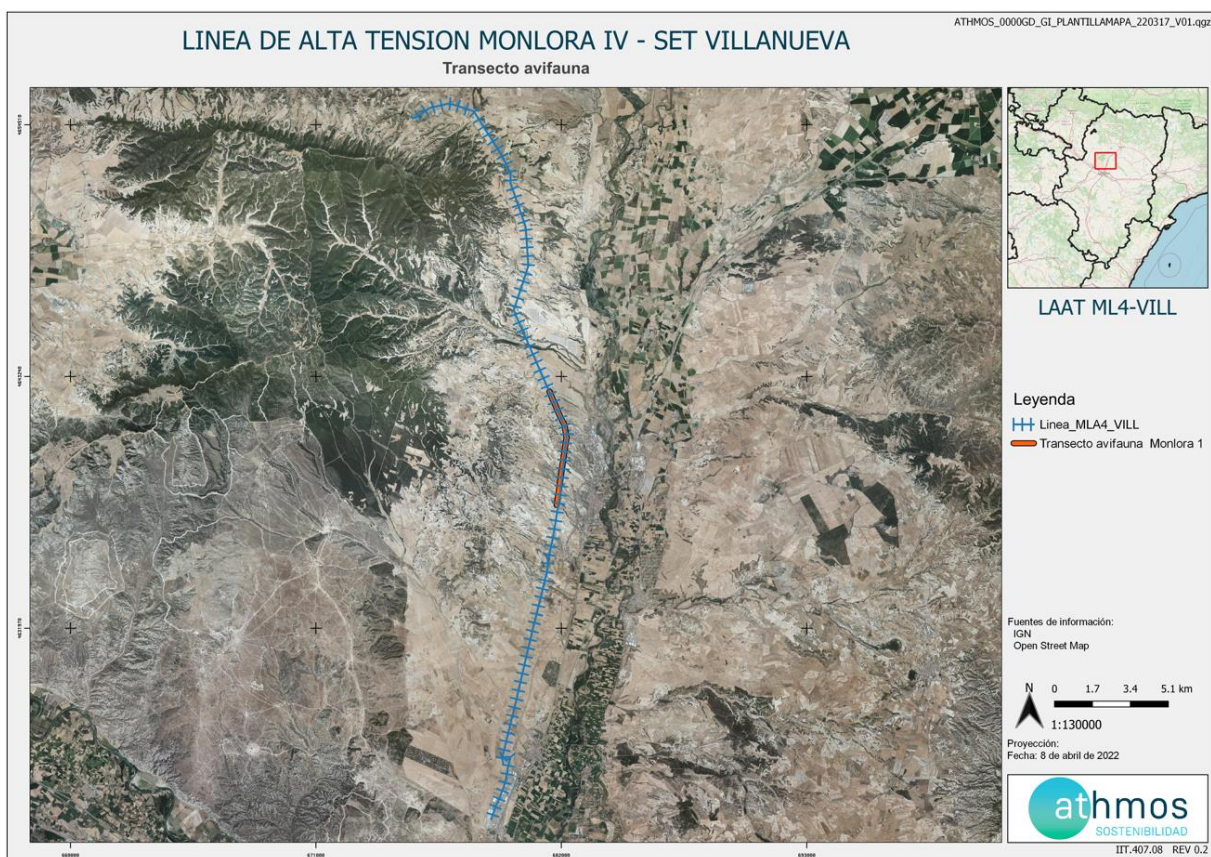 ATHMOS_0000GD_GI_PLANTILLAMAPA_220317_V01.qgz
LINEA DE ALTA TENSION MONLORA IV - SET VILLANUEVA
Transecto avifauna
LAAT ML4-VILL
Leyenda
Linea_MLA4_VILL
Transecto avifauna Monlora 1
Fuentes de información:
IGN
Open Street Map
N
0 1.7 3.4 5.1 km
1:130000
Proyección:
Fecha: 8 de abril de 2022
athmos
SOSTENIBILIDAD
IIT.407.08 REV 0.2